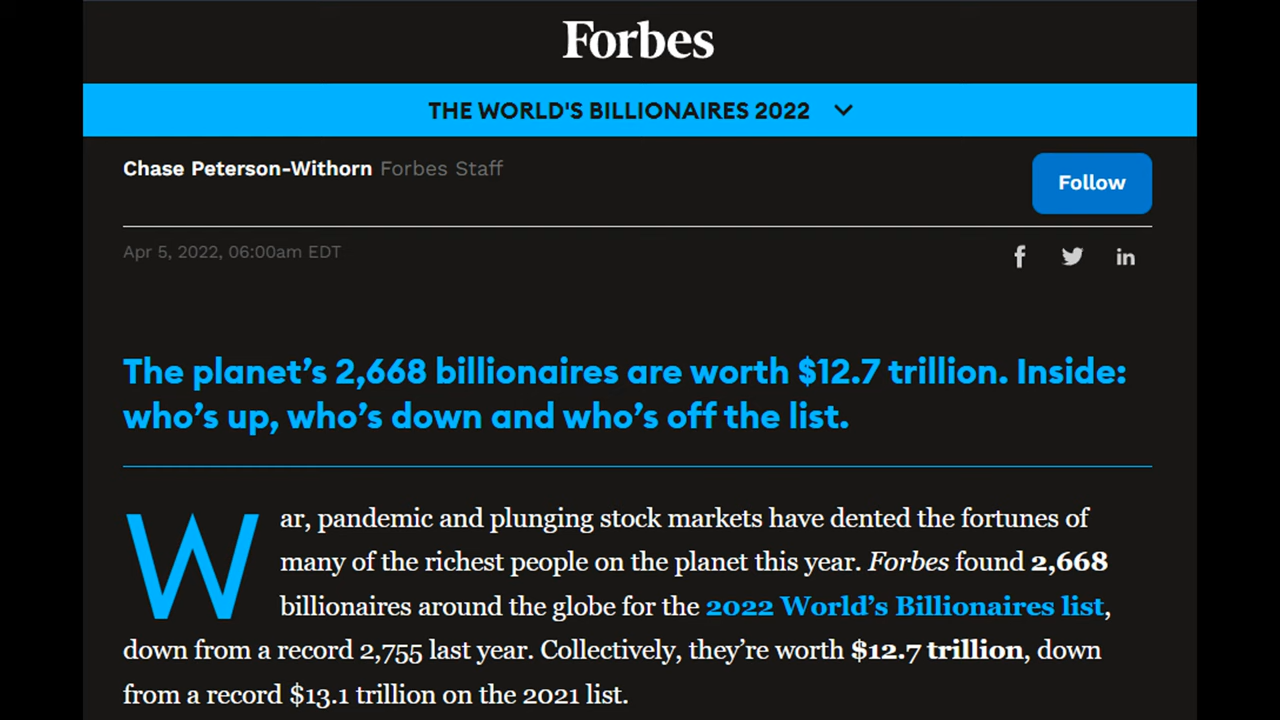 Forbes
THE WORLD'S BILLIONAIRES 2022
Chase Peterson-Withorn Forbes Staff
Follow
Apr 5, 2022, 06:00am EDT
The planet's 2,668 billionaires are worth $12.7 trillion. Inside:
who's up, who's down and who's off the list.
War, pandemic and plunging stock markets have dented the fortunes of
many of the richest people on the planet this year. Forbes found 2,668
billionaires around the globe for the 2022 World's Billionaires list,
down from a record 2,755 last year. Collectively, they're worth $12.7 trillion, down
from a record $13.1 trillion on the 2021 list.